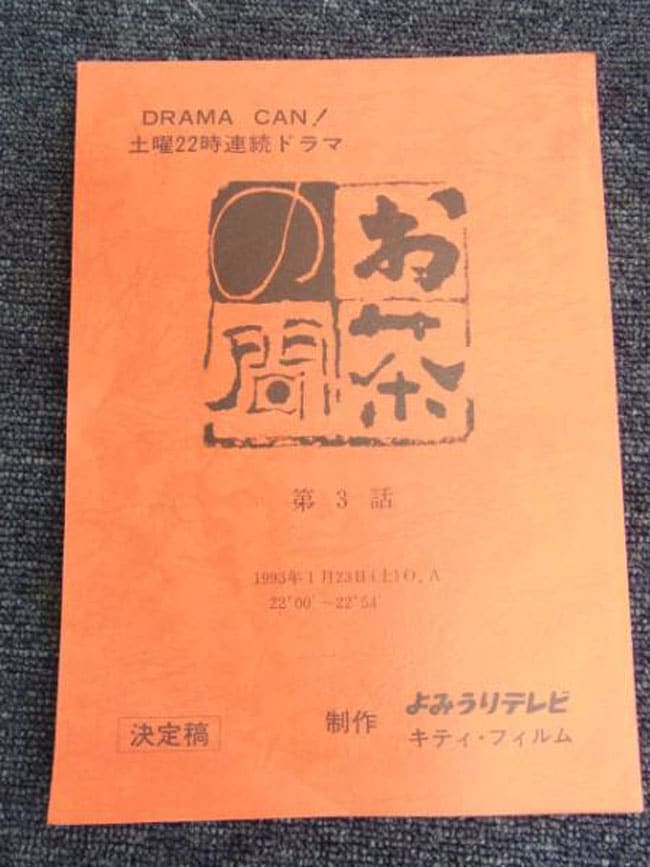 DRAMA CAN!
土曜22時連続ドラマ
お茶の間
第3話
1993年1月23日(土)O.A
22°00′~22°54′
決定稿
制作 よみうりテレビ
キティ・フィルム